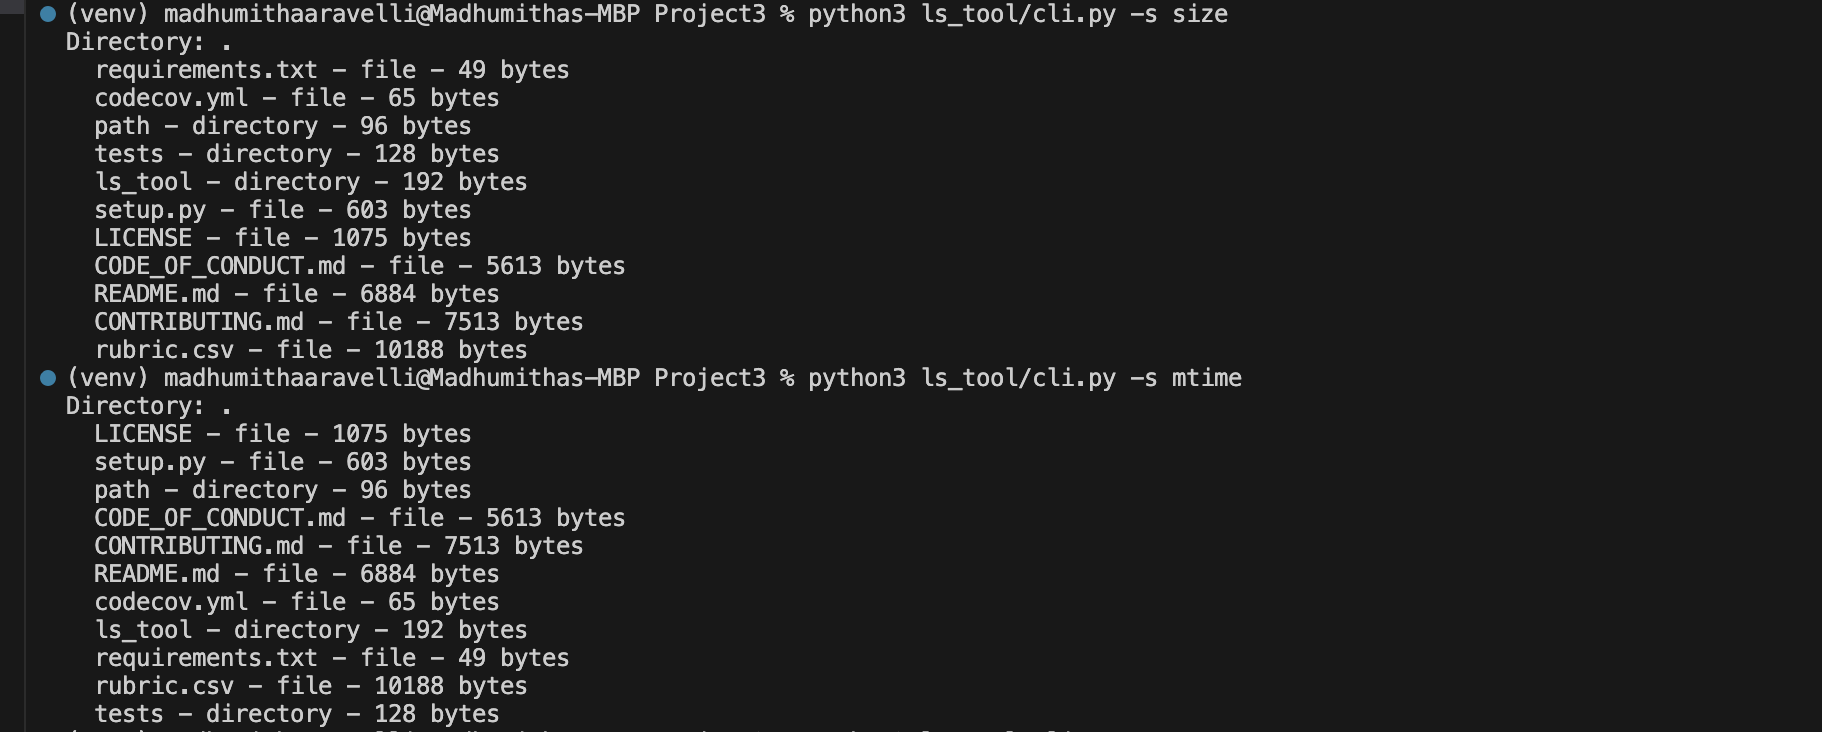 (venv) madhumithaaravelli@Madhumithas-MBP Project3 % python3 ls_tool/cli.py -s size
Directory: .
requirements.txt - file - 49 bytes
codecov.yml - file - 65 bytes
path - directory - 96 bytes
tests - directory - 128 bytes
ls_tool - directory - 192 bytes
setup.py - file - 603 bytes
LICENSE - file - 1075 bytes
CODE_OF_CONDUCT.md - file - 5613 bytes
README.md - file - 6884 bytes
CONTRIBUTING.md - file - 7513 bytes
rubric.csv - file - 10188 bytes
(venv) madhumithaaravelli@Madhumithas-MBP Project3 % python3 ls_tool/cli.py -s mtime
Directory: .
LICENSE - file - 1075 bytes
setup.py - file - 603 bytes
path - directory - 96 bytes
CODE_OF_CONDUCT.md - file - 5613 bytes
CONTRIBUTING.md - file - 7513 bytes
README.md - file - 6884 bytes
codecov.yml - file - 65 bytes
ls_tool - directory - 192 bytes
requirements.txt - file - 49 bytes
rubric.csv - file - 10188 bytes
tests - directory - 128 bytes